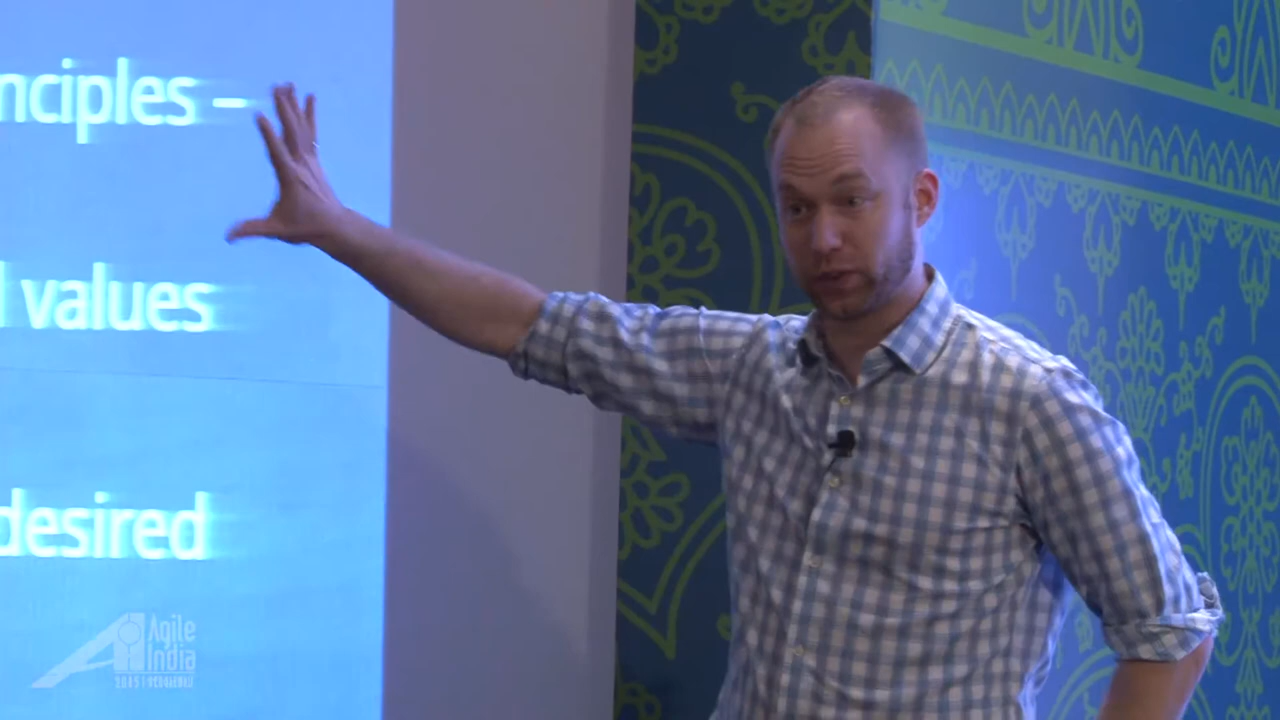 nciples –
values
desired
Agile
India